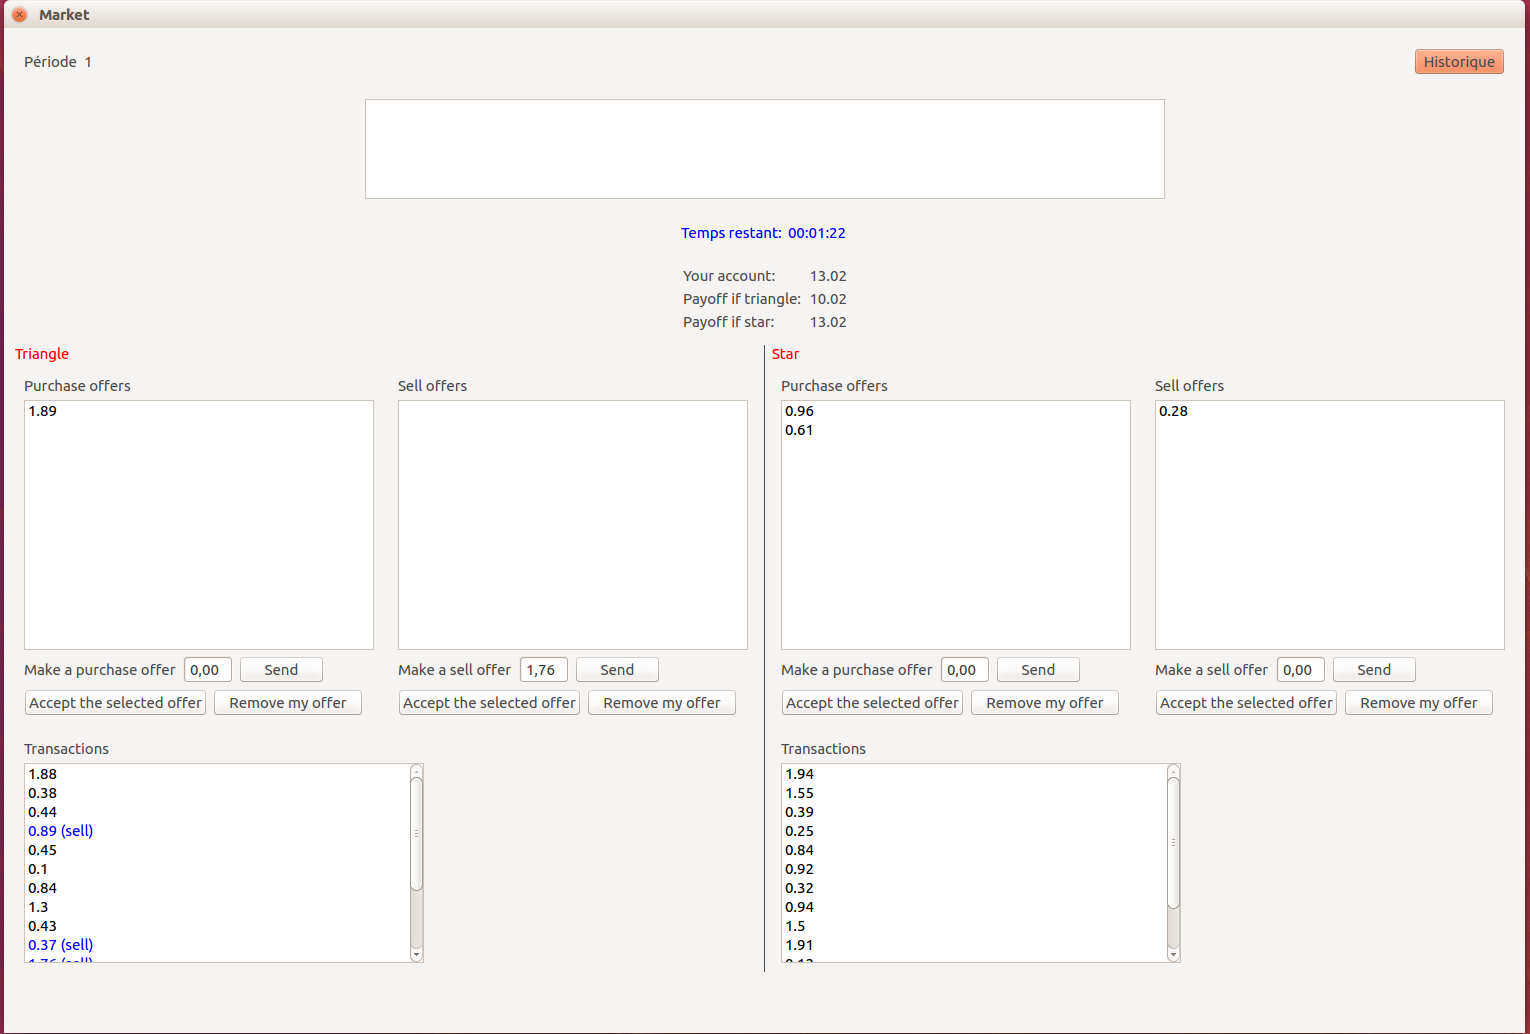 Market
Période 1
Historique
Temps restant: 00:01:22
Your account: 13.02
Payoff if triangle: 10.02
Payoff if star: 13.02
Triangle
Purchase offers
1.89
Sell offers
Make a purchase offer 0,00 Send
Accept the selected offer Remove my offer
Make a sell offer 1,76 Send
Accept the selected offer Remove my offer
Transactions
1.88
0.38
0.44
0.89 (sell)
0.45
0.1
0.84
1.3
0.43
0.37 (sell)
1.76 (sell)
Star
Purchase offers
0.96
0.61
Sell offers
0.28
Make a purchase offer 0,00 Send
Accept the selected offer Remove my offer
Make a sell offer 0,00 Send
Accept the selected offer Remove my offer
Transactions
1.94
1.55
0.39
0.25
0.84
0.92
0.32
0.94
1.5
1.91